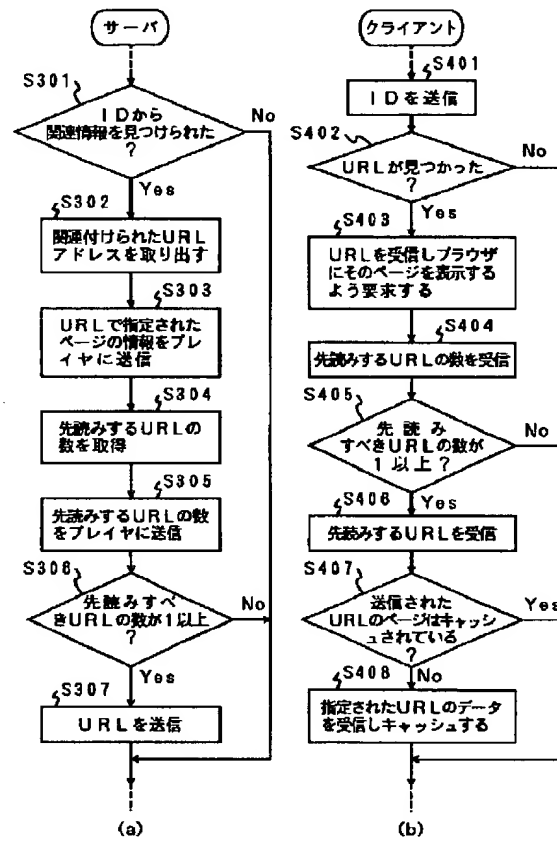 サーバ
S301
IDから
関連情報を見つけられた
?
No
Yes
S302
関連付けられたURL
アドレスを取り出す
S303
URLで指定された
ページの情報をプレ
イヤに送信
S304
先読みするURLの
数を取得
S305
先読みするURLの数
をプレイヤに送信
S306
先読みすべ
きURLの数が1以上
?
No
Yes
S307
URLを送信
(a)
クライアント
S401
IDを送信
S402
URLが見つかった
?
No
Yes
S403
URLを受信しブラウザ
にそのページを表示する
よう要求する
S404
先読みするURLの数を受信
S405
先読み
すべきURLの数が
1以上?
No
Yes
S406
先読みするURLを受信
S407
送信された
URLのページはキャッシ
ュされている
?
Yes
No
S408
指定されたURLのデータ
を受信しキャッシュする
(b)